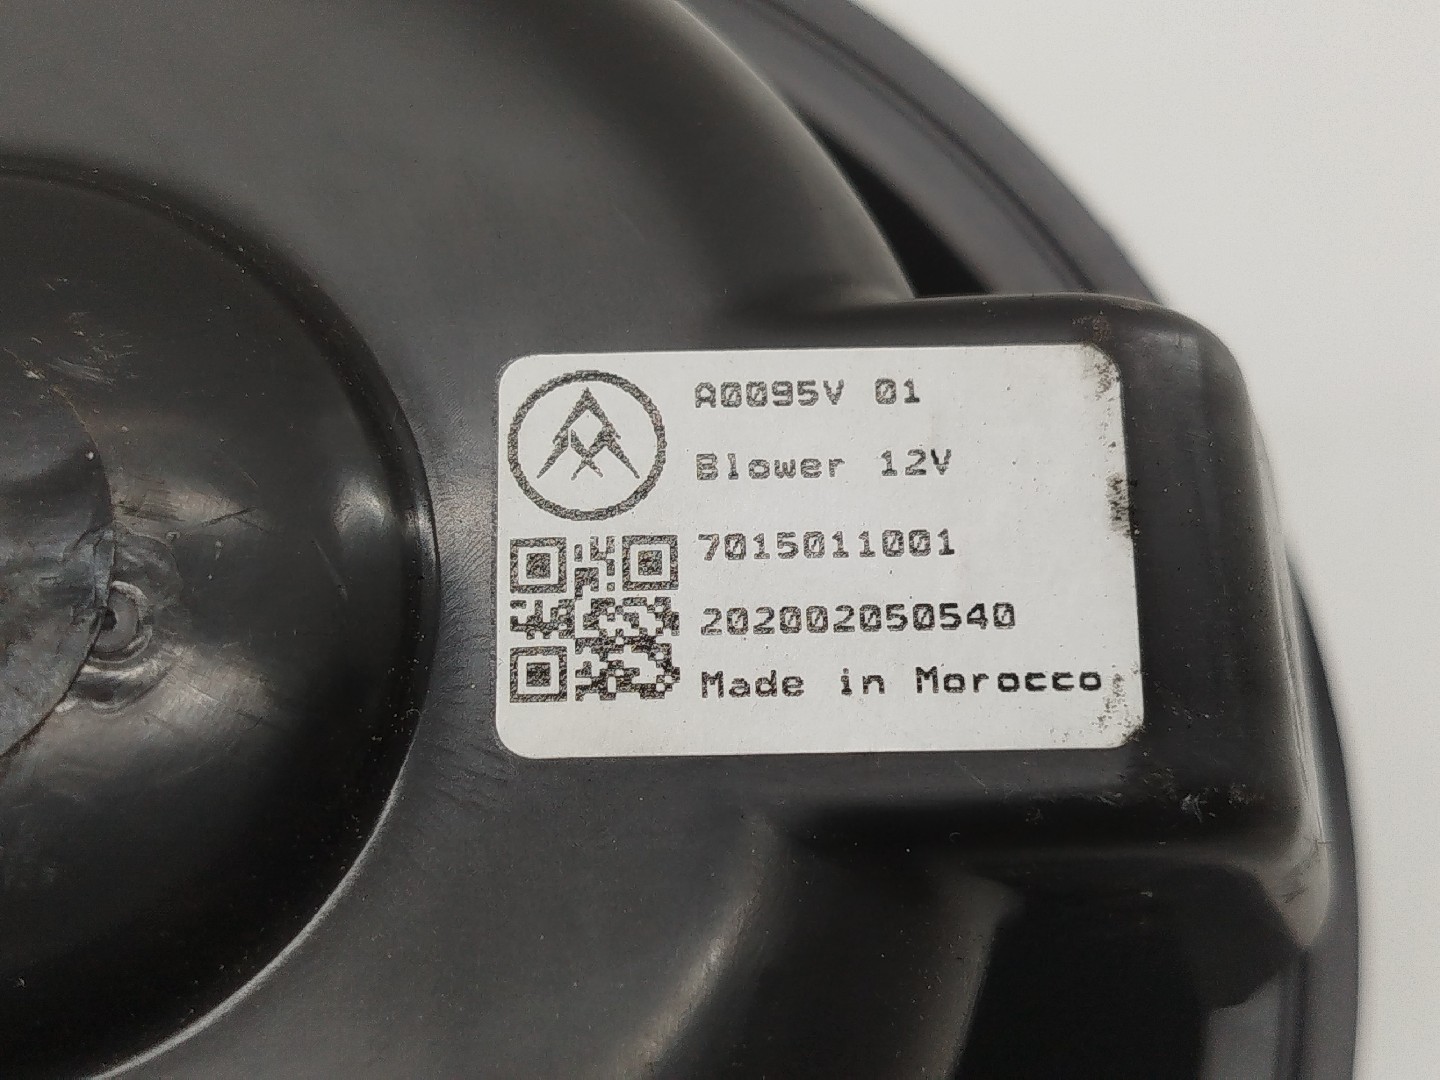 A0095V 01
Blower 12V
7015011001
202002050540
Made in Morocco